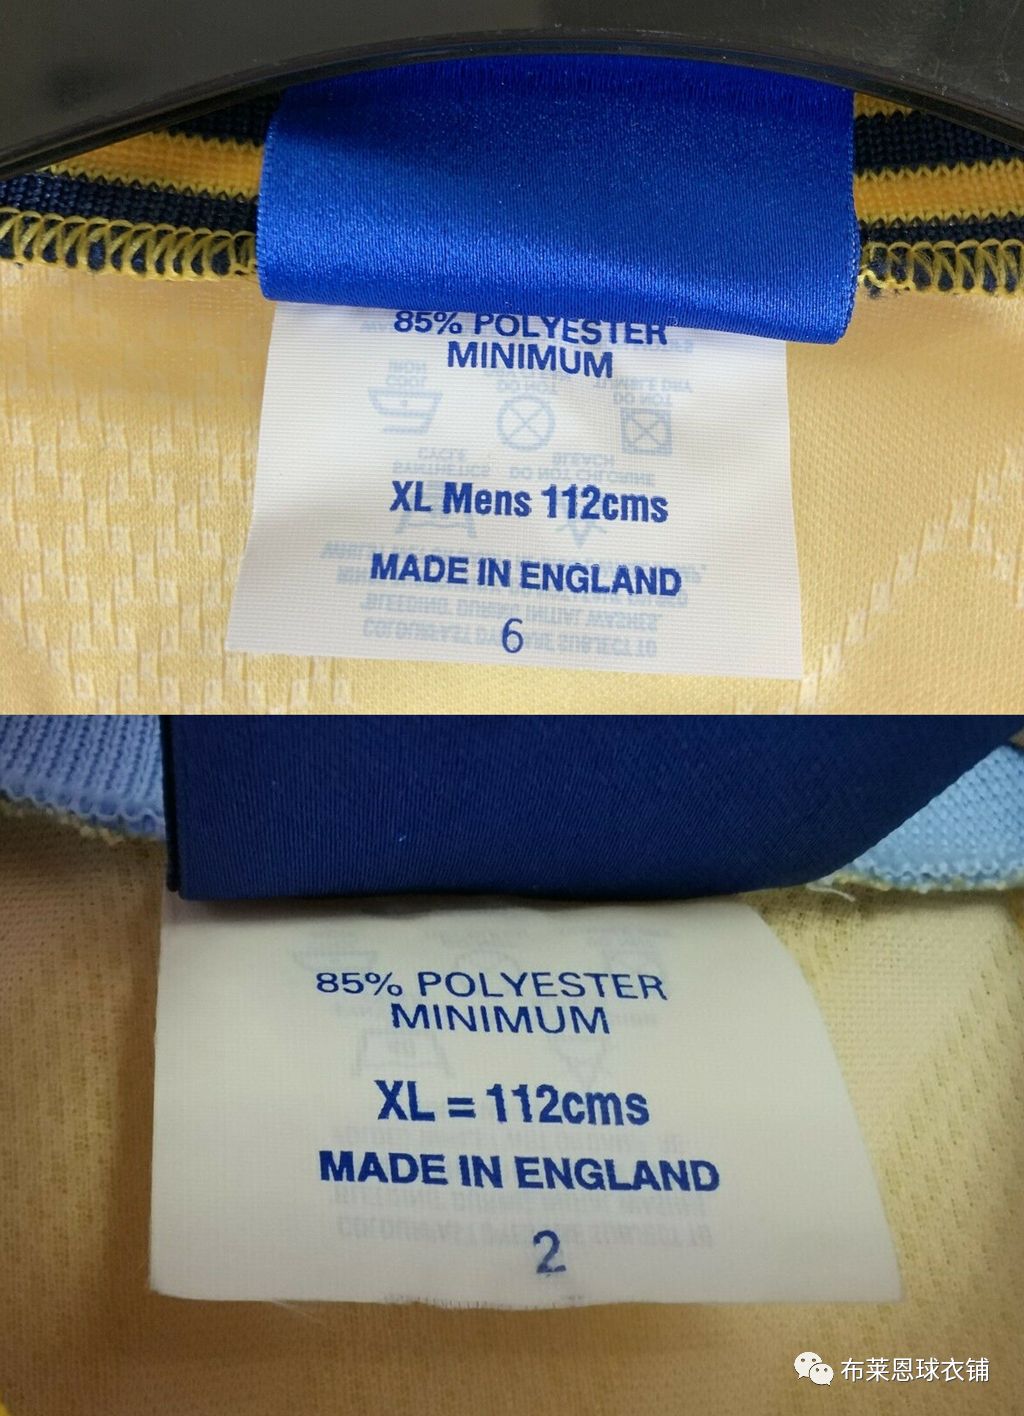 85% POLYESTER
MINIMUM
XL Mens 112cms
MADE IN ENGLAND
6
85% POLYESTER
MINIMUM
XL = 112cms
MADE IN ENGLAND
2
布莱恩球衣铺